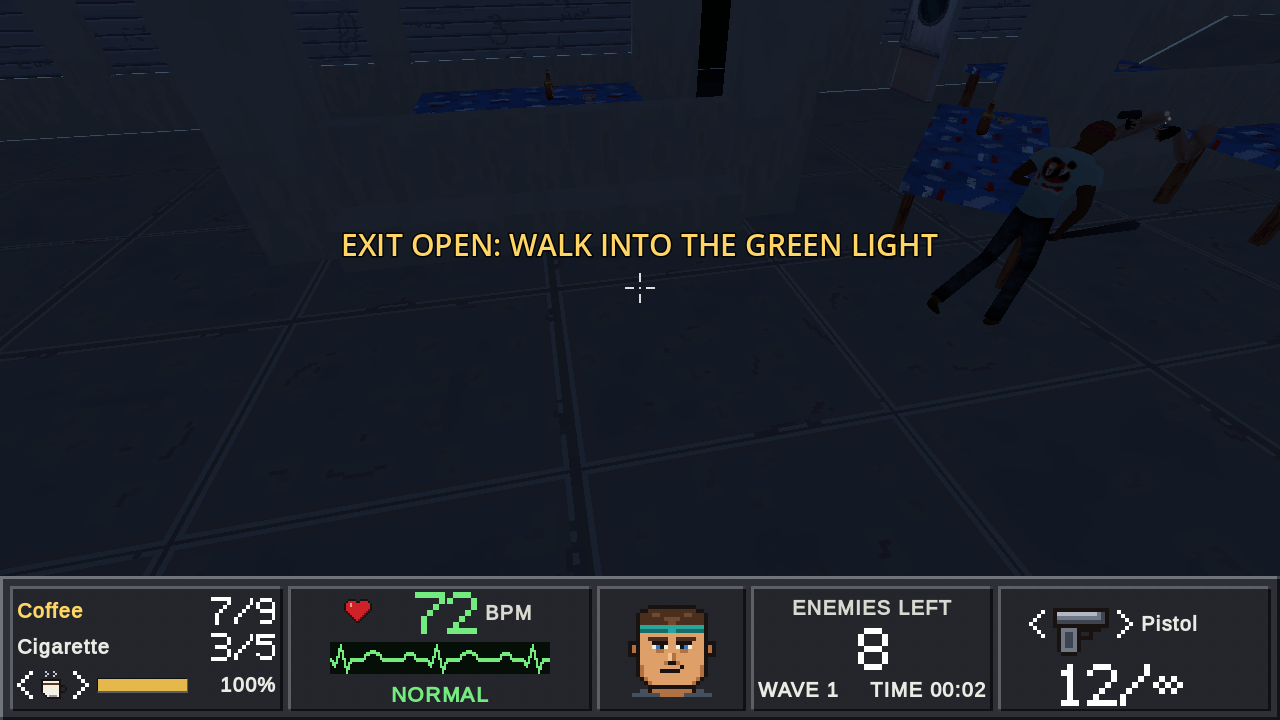 EXIT OPEN: WALK INTO THE GREEN LIGHT
Coffee 7/9
Cigarette 3/5
100%
72 BPM
NORMAL
ENEMIES LEFT
8
WAVE 1 TIME 00:02
Pistol
12/∞